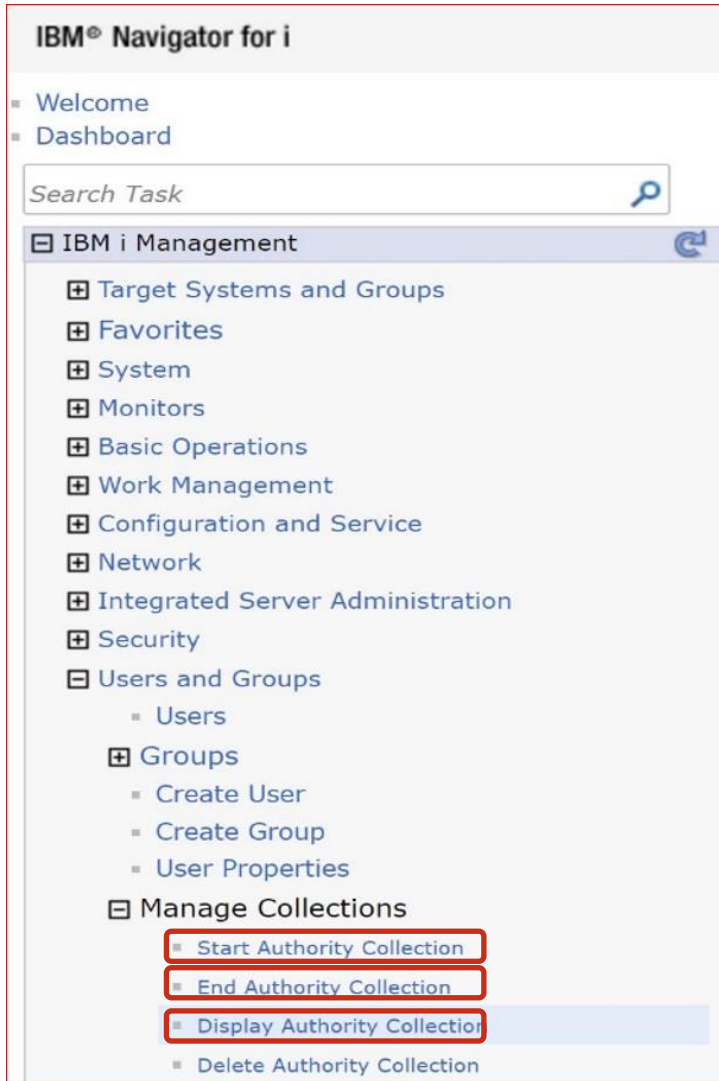 IBM® Navigator for i
Welcome
Dashboard
Search Task
IBM i Management
Target Systems and Groups
Favorites
System
Monitors
Basic Operations
Work Management
Configuration and Service
Network
Integrated Server Administration
Security
Users and Groups
Users
Groups
Create User
Create Group
User Properties
Manage Collections
Start Authority Collection
End Authority Collection
Display Authority Collection
Delete Authority Collection